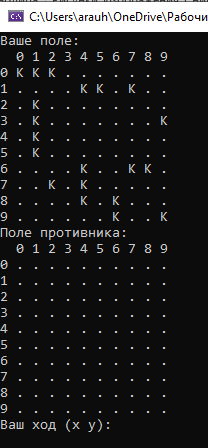 C:\Users\arauh\OneDrive\Рабочи
Ваше поле:
  0 1 2 3 4 5 6 7 8 9
0 K K K . . . . . . .
1 . . . . K K . K . .
2 . K . . . . . . . .
3 . K . . . . . . . K
4 . K . . . . . . . .
5 . K . . . . . . . .
6 . . . . K . . K K .
7 . . K . K . . . . .
8 . . . . K . K . . .
9 . . . . . . K . . K
Поле противника:
  0 1 2 3 4 5 6 7 8 9
0 . . . . . . . . . .
1 . . . . . . . . . .
2 . . . . . . . . . .
3 . . . . . . . . . .
4 . . . . . . . . . .
5 . . . . . . . . . .
6 . . . . . . . . . .
7 . . . . . . . . . .
8 . . . . . . . . . .
9 . . . . . . . . . .
Ваш ход (x y):